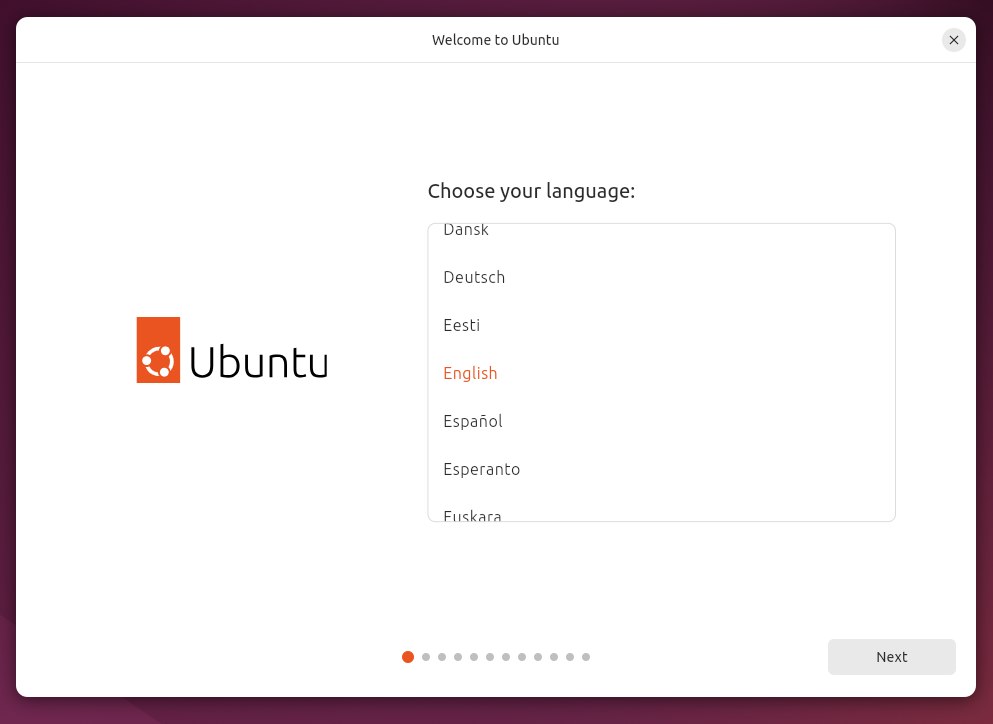 Welcome to Ubuntu
Choose your language:
Dansk
Deutsch
Eesti
English
Español
Esperanto
Euskara
Ubuntu
Next